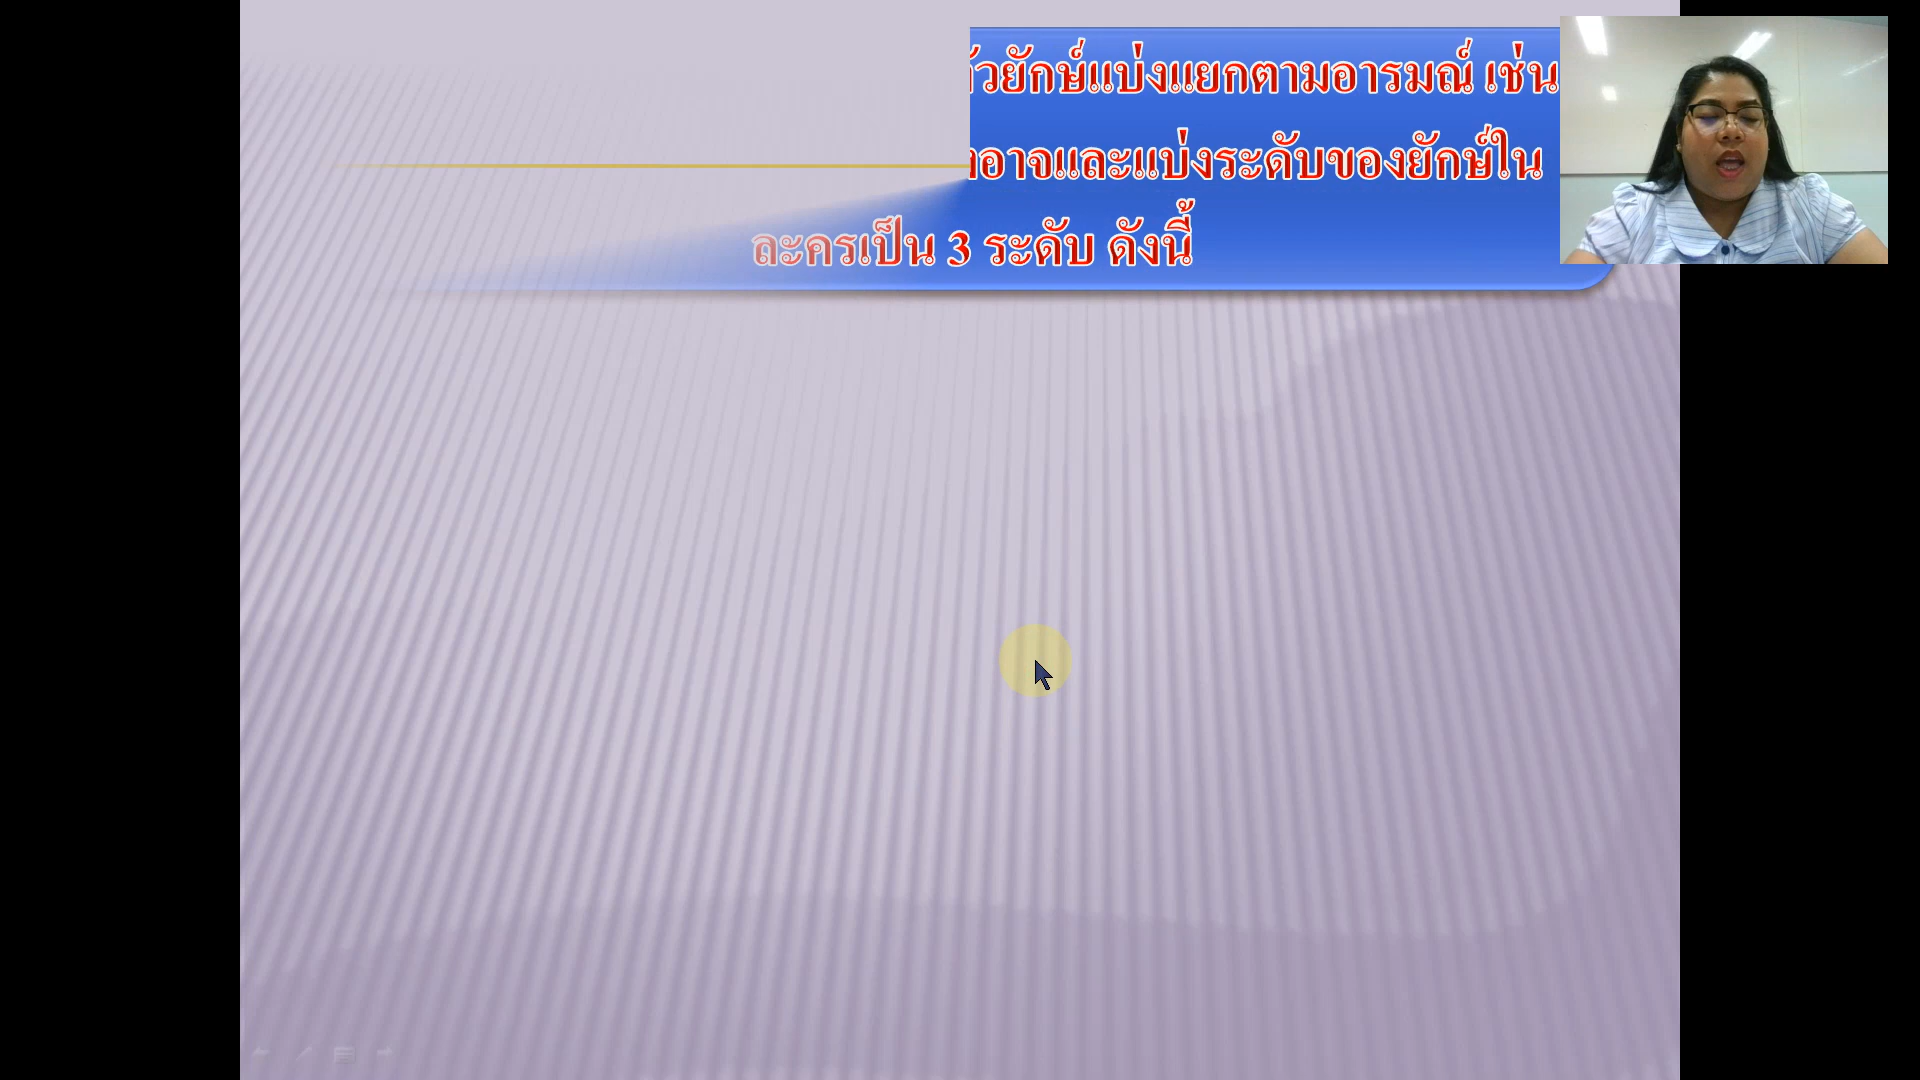 ยักษ์แบ่งแยกตามอารมณ์ เช่น
อาจและแบ่งระดับของยักษ์ใน
ละครเป็น 3 ระดับ ดังนี้